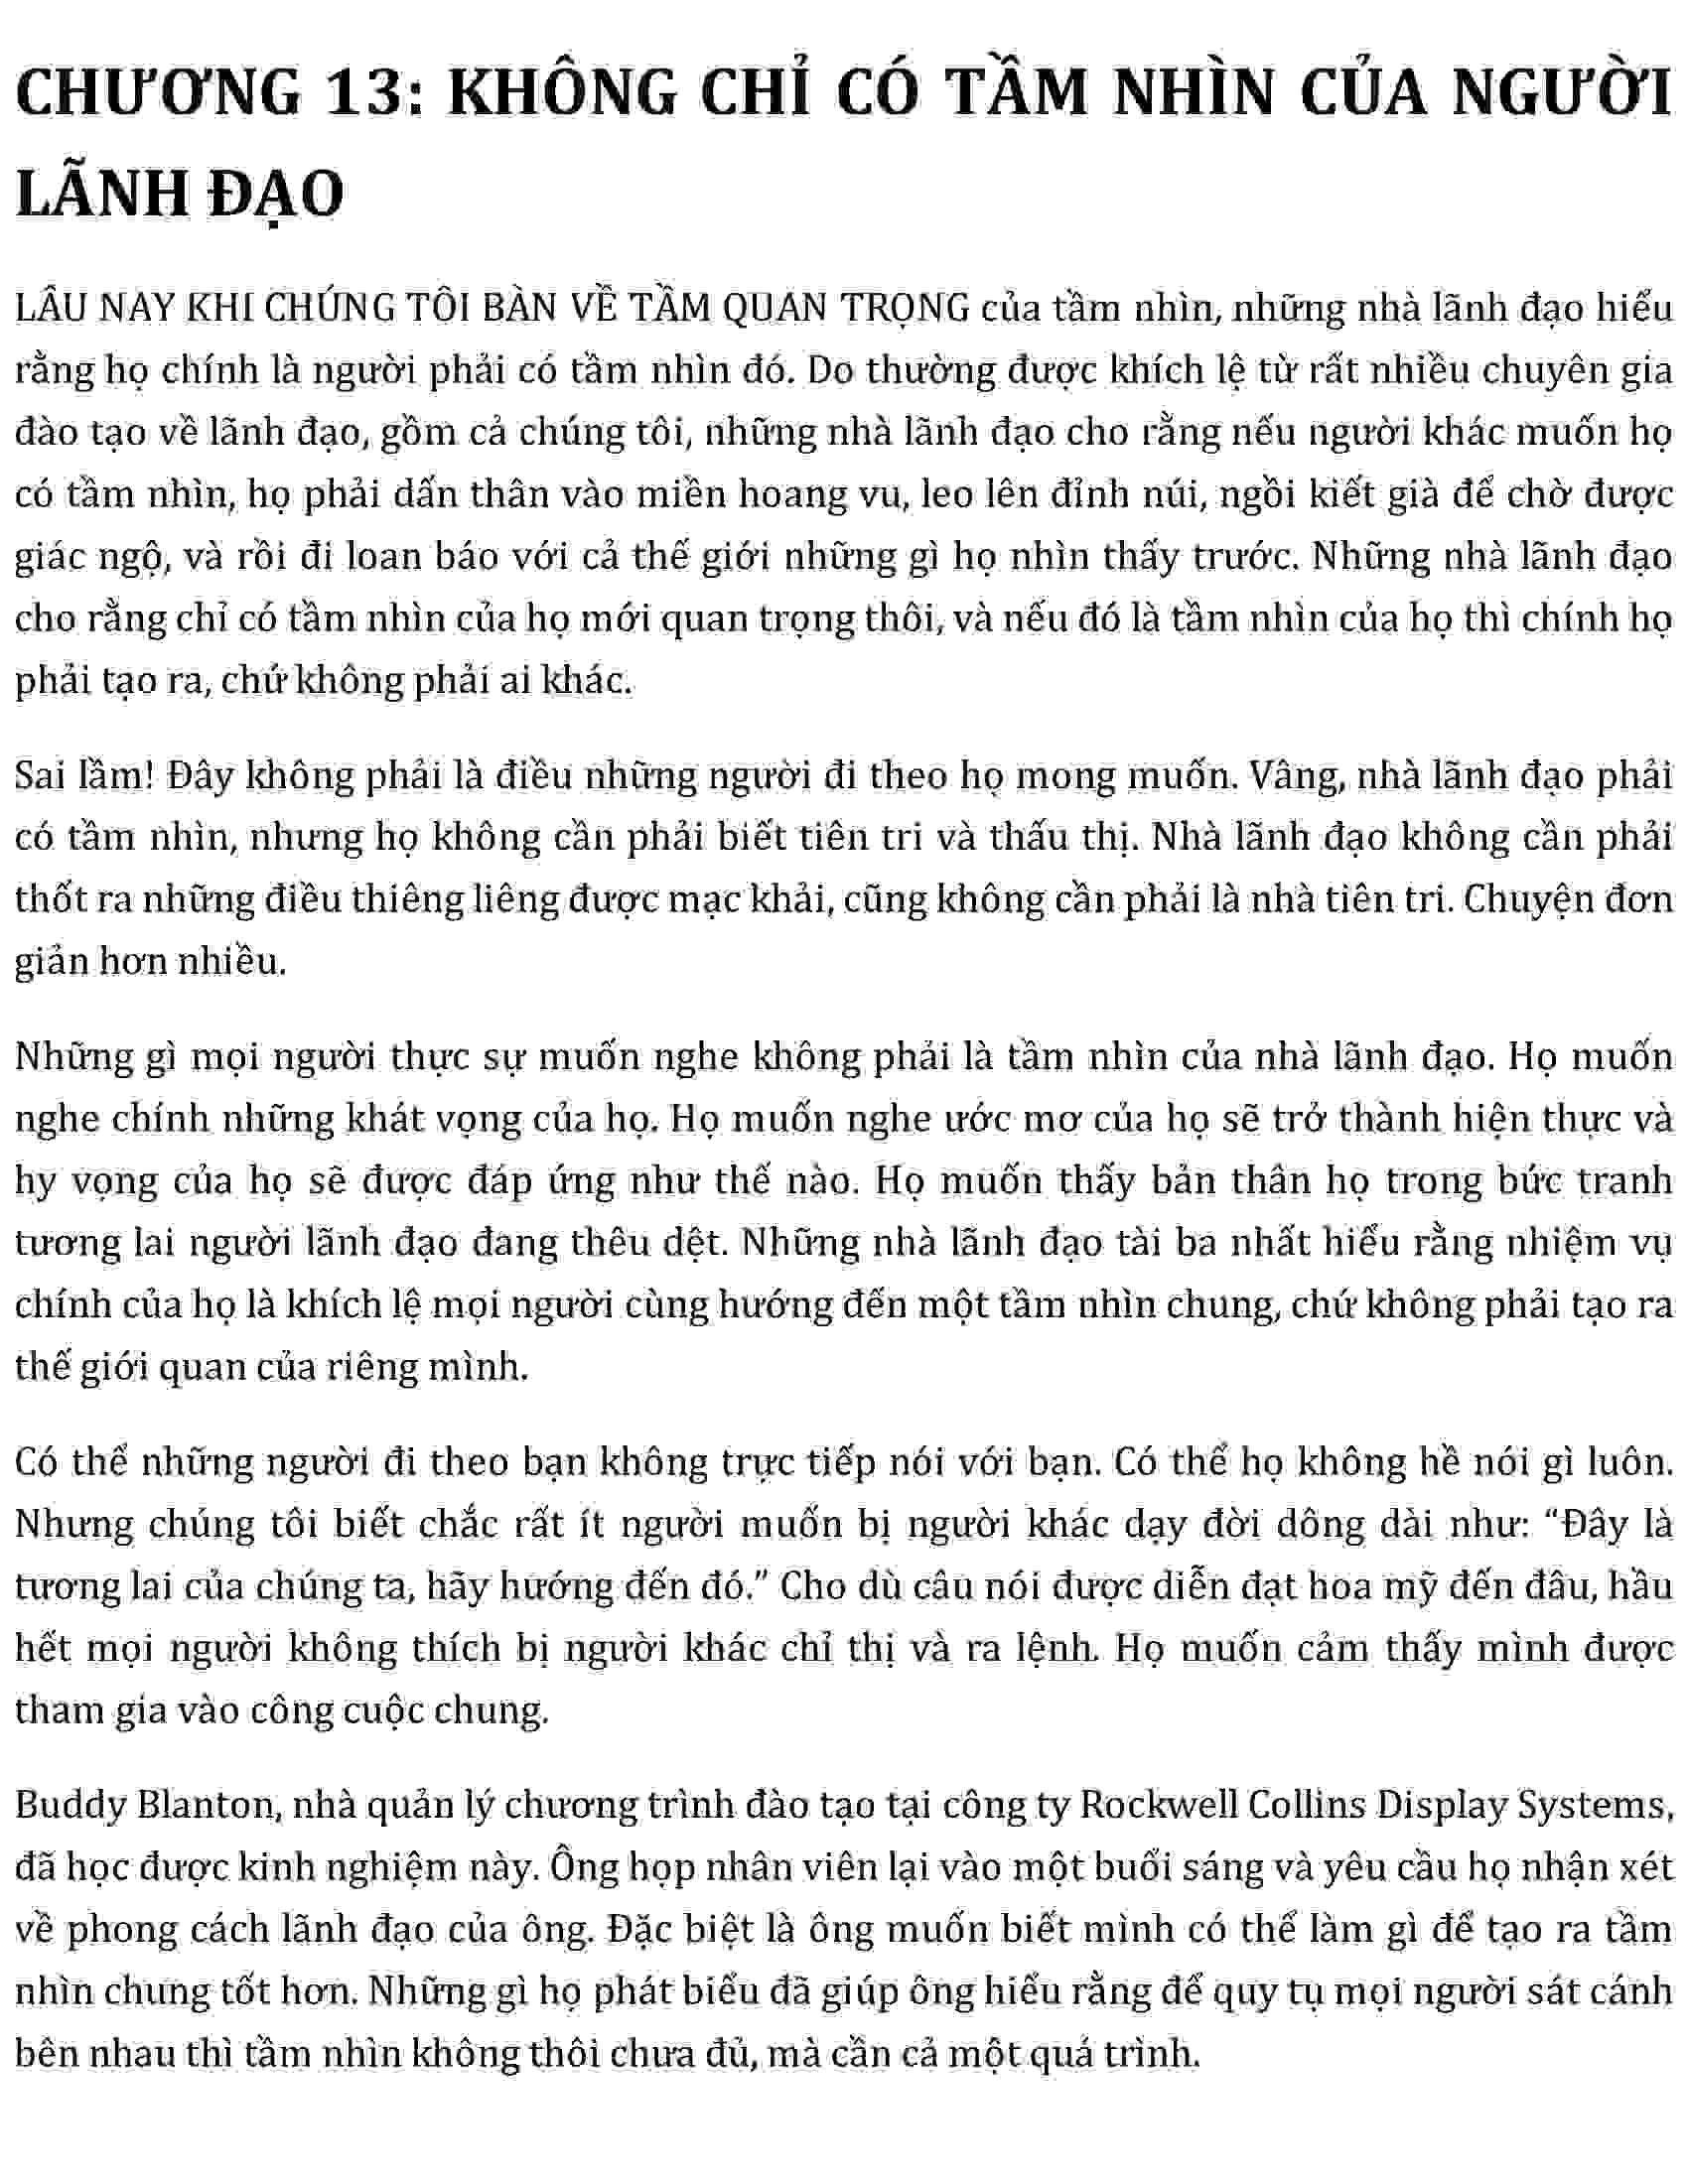 CHƯƠNG 13: KHÔNG CHỈ CÓ TẦM NHÌN CỦA NGƯỜI
LÃNH ĐẠO
LÂU NAY KHI CHÚNG TÔI BÀN VỀ TẦM QUAN TRỌNG của tầm nhìn, những nhà lãnh đạo hiểu
rằng họ chính là người phải có tầm nhìn đó. Do thường được khích lệ từ rất nhiều chuyên gia
đào tạo về lãnh đạo, gồm cả chúng tôi, những nhà lãnh đạo cho rằng nếu người khác muốn họ
có tầm nhìn, họ phải dấn thân vào miền hoang vu, leo lên đỉnh núi, ngồi kiết già để chờ được
giác ngộ, và rồi đi loan báo với cả thế giới những gì họ nhìn thấy trước. Những nhà lãnh đạo
cho rằng chỉ có tầm nhìn của họ mới quan trọng thôi, và nếu đó là tầm nhìn của họ thì chính họ
phải tạo ra, chứ không phải ai khác.
Sai lầm! Đây không phải là điều những người đi theo họ mong muốn. Vâng, nhà lãnh đạo phải
có tầm nhìn, nhưng họ không cần phải biết tiên tri và thấu thị. Nhà lãnh đạo không cần phải
thốt ra những điều thiêng liêng được mạc khải, cũng không cần phải là nhà tiên tri. Chuyện đơn
giản hơn nhiều.
Những gì mọi người thực sự muốn nghe không phải là tầm nhìn của nhà lãnh đạo. Họ muốn
nghe chính những khát vọng của họ. Họ muốn nghe ước mơ của họ sẽ trở thành hiện thực và
hy vọng của họ sẽ được đáp ứng như thế nào. Họ muốn thấy bản thân họ trong bức tranh
tương lai người lãnh đạo đang thêu dệt. Những nhà lãnh đạo tài ba nhất hiểu rằng nhiệm vụ
chính của họ là khích lệ mọi người cùng hướng đến một tầm nhìn chung, chứ không phải tạo ra
thế giới quan của riêng mình.
Có thể những người đi theo bạn không trực tiếp nói với bạn. Có thể họ không hề nói gì luôn.
Nhưng chúng tôi biết chắc rất ít người muốn bị người khác dạy đời dông dài như: “Đây là
tương lai của chúng ta, hãy hướng đến đó.” Cho dù câu nói được diễn đạt hoa mỹ đến đâu, hầu
hết mọi người không thích bị người khác chỉ thị và ra lệnh. Họ muốn cảm thấy mình được
tham gia vào công cuộc chung.
Buddy Blanton, nhà quản lý chương trình đào tạo tại công ty Rockwell Collins Display Systems,
đã học được kinh nghiệm này. Ông họp nhân viên lại vào một buổi sáng và yêu cầu họ nhận xét
về phong cách lãnh đạo của ông. Đặc biệt là ông muốn biết mình có thể làm gì để tạo ra tầm
nhìn chung tốt hơn. Những gì họ phát biểu đã giúp ông hiểu rằng để quy tụ mọi người sát cánh
bên nhau thì tầm nhìn không thôi chưa đủ, mà cần cả một quá trình.